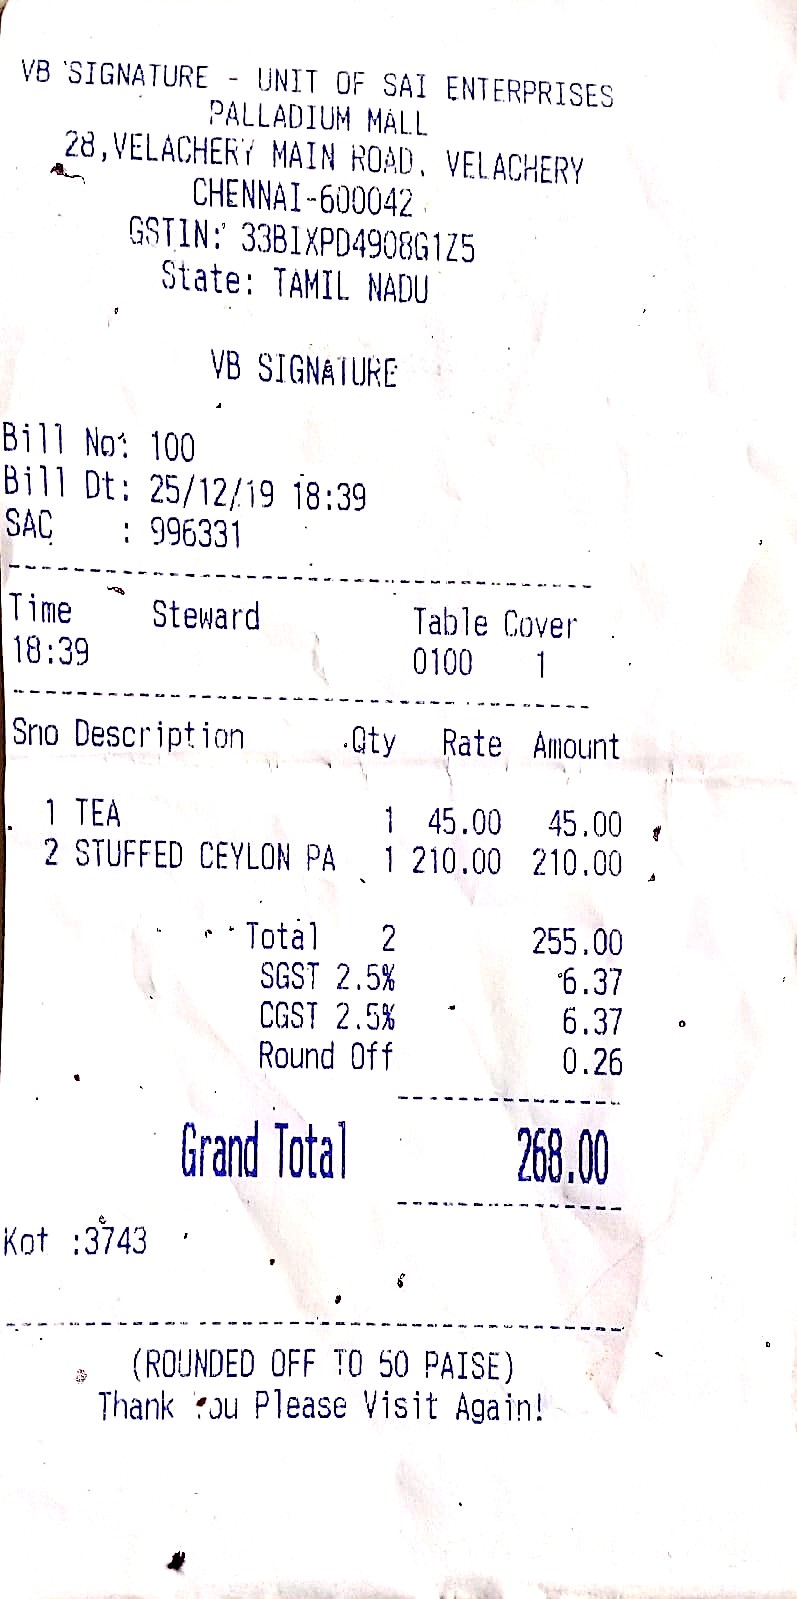 VB SIGNATURE - UNIT OF SAI ENTERPRISES
PALLADIUM MALL
28,VELACHERY MAIN ROAD, VELACHERY
CHENNAI-600042
GSTIN: 33BIXPD4908G1Z5
State: TAMIL NADU
VB SIGNATURE
Bill No: 100
Bill Dt: 25/12/19 18:39
SAC : 996331
Time Steward Table Cover
18:39 0100 1
Sno Description Qty Rate Amount
1 TEA 1 45.00 45.00
2 STUFFED CEYLON PA 1 210.00 210.00
Total 2 255.00
SGST 2.5% 6.37
CGST 2.5% 6.37
Round Off 0.26
Grand Total 268.00
Kot :3743
(ROUNDED OFF TO 50 PAISE)
Thank You Please Visit Again!